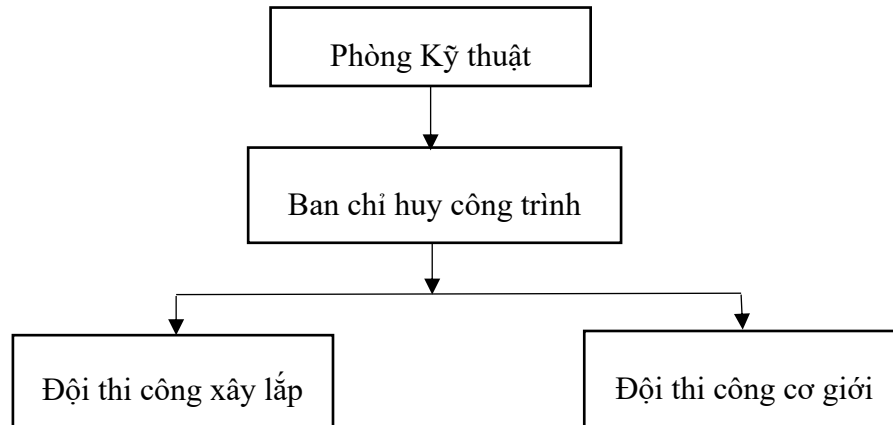 Phòng Kỹ thuật
Ban chỉ huy công trình
Đội thi công xây lắp
Đội thi công cơ giới